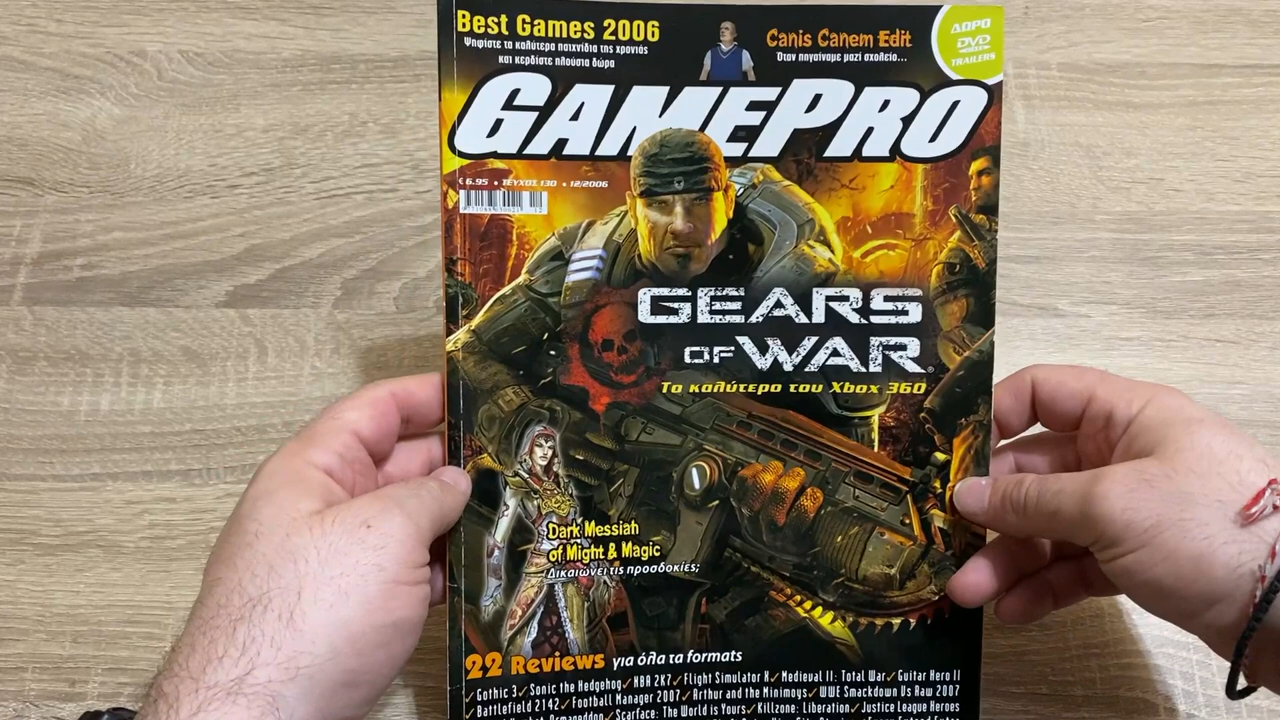 Best Games 2006
Ψηφίστε τα καλύτερα παιχνίδια της χρονιάς
και κερδίστε πλούσια δώρα
Canis Canem Edit
Όταν πηγαίναμε μαζί σχολείο...
ΔΩΡΟ
DVD
TRAILERS
GAMEPRO
€ 6.95 • ΤΕΥΧΟΣ 130 • 12/2006
GEARS
OF WAR
Το καλύτερο του Xbox 360
Dark Messiah
of Might & Magic
Δικαιώνει τις προσδοκίες;
22 Reviews για όλα τα formats
✓ Gothic 3 ✓ Sonic the Hedgehog ✓ NBA 2K7 ✓ Flight Simulator X ✓ Medieval II: Total War ✓ Guitar Hero II
✓ Battlefield 2142 ✓ Football Manager 2007 ✓ Arthur and the Minimoys ✓ WWE Smackdown Vs Raw 2007
Armageddon ✓ Scarface: The World is Yours ✓ Killzone: Liberation ✓ Justice League Heroes